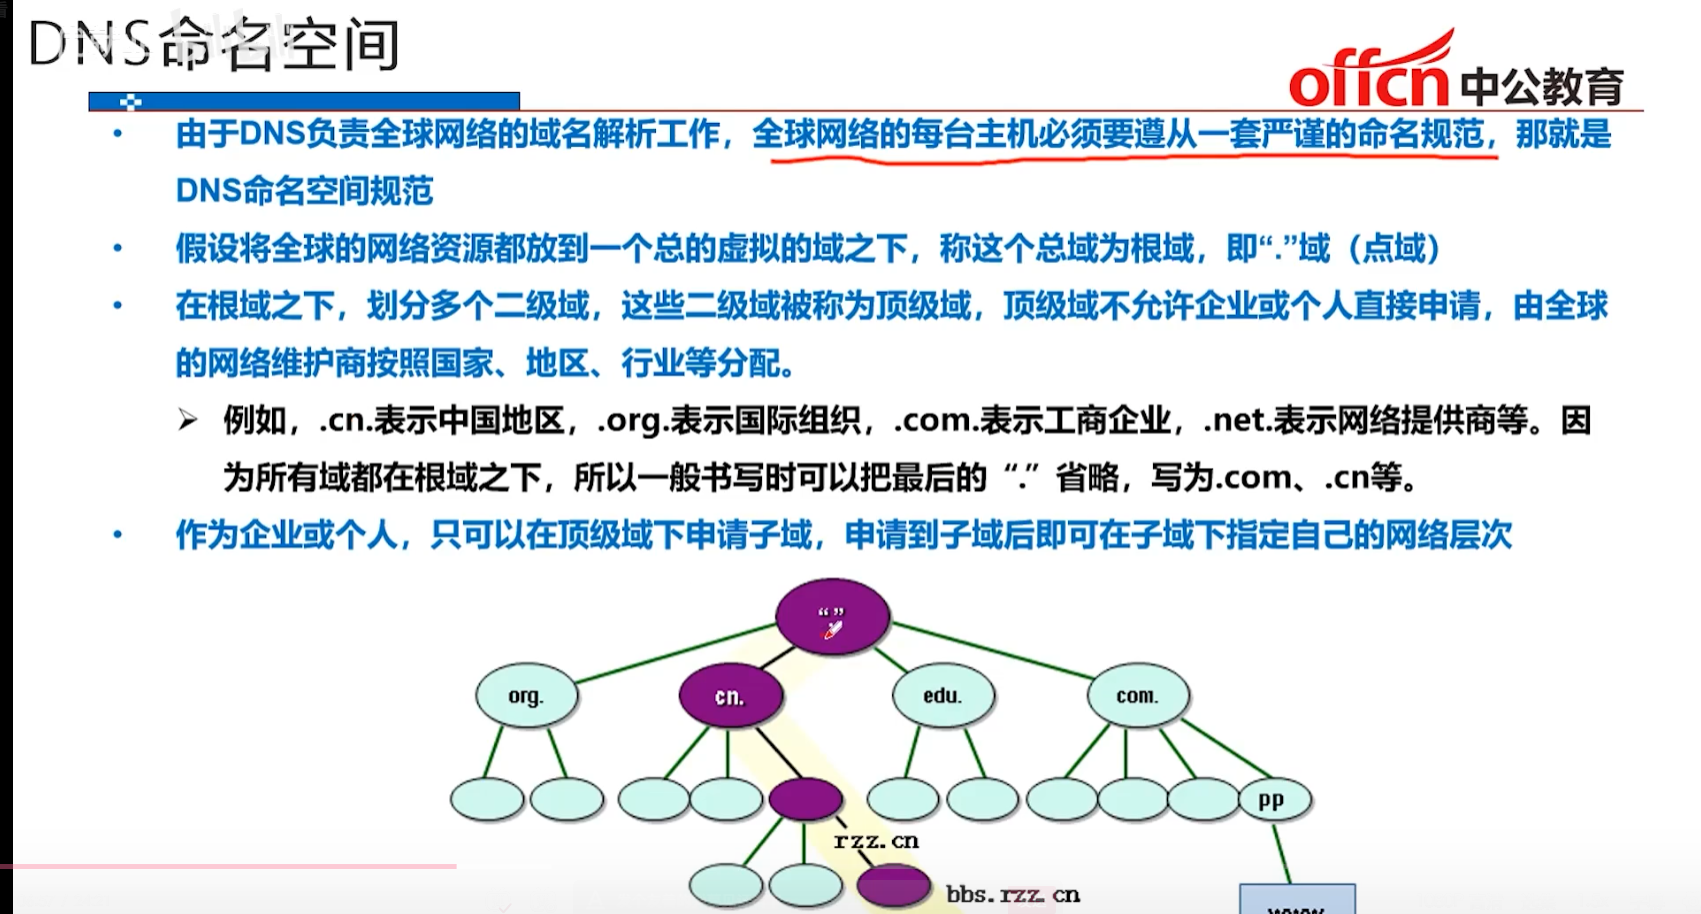 DNS命名空间
offcn中公教育
• 由于DNS负责全球网络的域名解析工作，全球网络的每台主机必须要遵从一套严谨的命名规范，那就是
DNS命名空间规范
• 假设将全球的网络资源都放到一个总的虚拟的域之下，称这个总域为根域，即“.”域（点域）
• 在根域之下，划分多个二级域，这些二级域被称为顶级域，顶级域不允许企业或个人直接申请，由全球
的网络维护商按照国家、地区、行业等分配。
➢ 例如，.cn.表示中国地区，.org.表示国际组织，.com.表示工商企业，.net.表示网络提供商等。因
为所有域都在根域之下，所以一般书写时可以把最后的“.”省略，写为.com、.cn等。
• 作为企业或个人，只可以在顶级域下申请子域，申请到子域后即可在子域下指定自己的网络层次
“ ”
org.
cn.
edu.
com.
pp
rzz.cn
bbs.rzz.cn